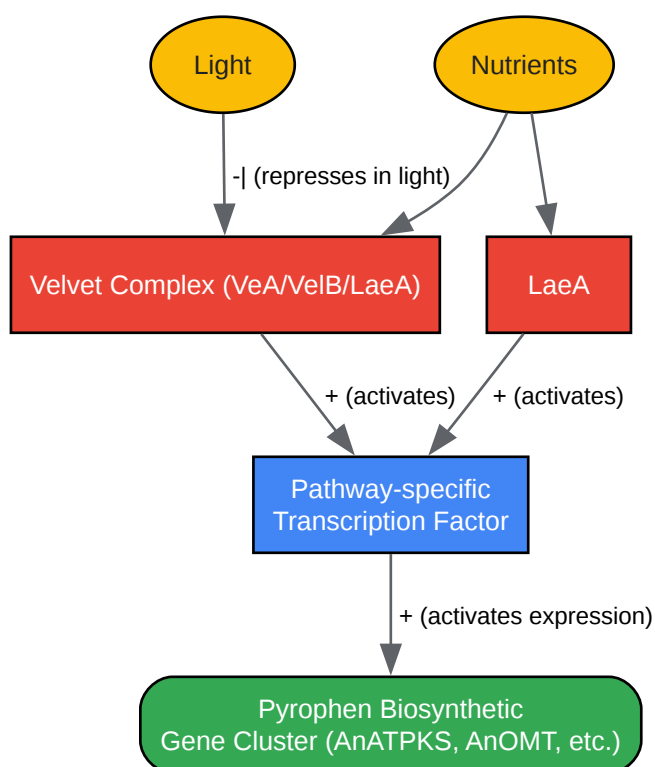 Light
Nutrients
-| (represses in light)
Velvet Complex (VeA/VelB/LaeA)
LaeA
+ (activates)
+ (activates)
Pathway-specific
Transcription Factor
+ (activates expression)
Pyrophen Biosynthetic
Gene Cluster (AnATPKS, AnOMT, etc.)